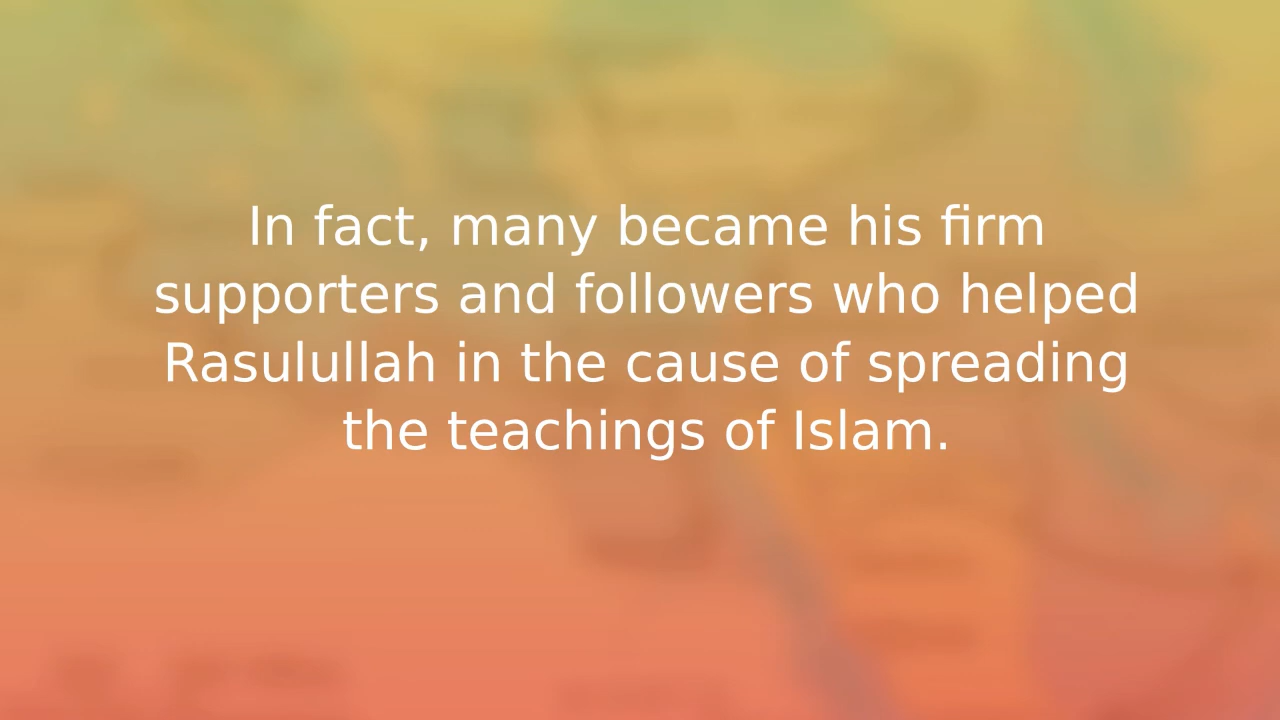 In fact, many became his firm
supporters and followers who helped
Rasulullah in the cause of spreading
the teachings of Islam.